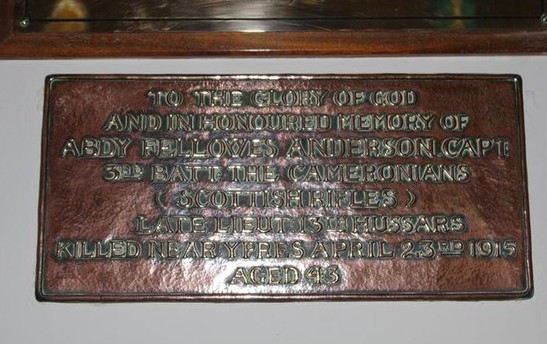 TO THE GLORY OF GOD
AND IN HONOURED MEMORY OF
ABDY FELLOWES ANDERSON. CAPT
3RD BATT THE CAMERONIANS
( SCOTTISH RIFLES )
LATE LIEUT 13TH HUSSARS
KILLED NEAR YPRES APRIL 23RD 1915
AGED 43